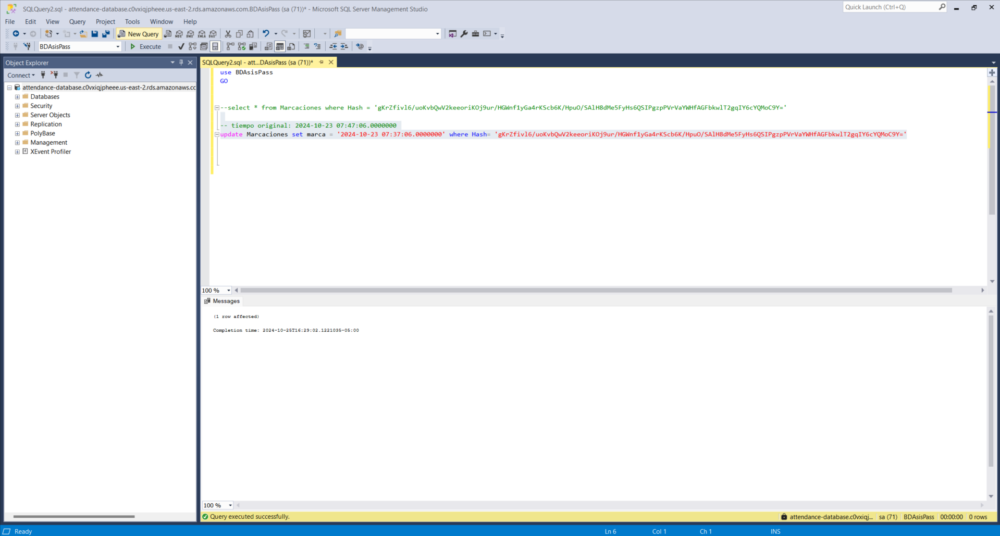 SQLQuery2.sql - attendance-database.c0vxiqjpheee.us-east-2.rds.amazonaws.com.BDAsisPass (sa (71))* - Microsoft SQL Server Management Studio
Quick Launch (Ctrl+Q)
File Edit View Query Project Tools Window Help
New Query
MDX DMX XMLA DAX
BDAsisPass
Execute
Object Explorer
SQLQuery2.sql - att...DAsisPass (sa (71))*
Connect
attendance-database.c0vxiqjpheee.us-east-2.rds.amazonaws.co
Databases
Security
Server Objects
Replication
PolyBase
Management
XEvent Profiler
use BDAsisPass
GO
--select * from Marcaciones where Hash = 'gKrZfivl6/uoKvbQwV2keeoriKOj9ur/HGWnf1yGa4rKScb6K/HpuO/SAlH8dMe5FyHs6QSIPgzpPVrVaYWHfAGFbkwlT2gqIY6cYQMoC9Y='
-- tiempo original: 2024-10-23 07:47:06.0000000
update Marcaciones set marca = '2024-10-23 07:37:06.0000000' where Hash= 'gKrZfivl6/uoKvbQwV2keeoriKOj9ur/HGWnf1yGa4rKScb6K/HpuO/SAlH8dMe5FyHs6QSIPgzpPVrVaYWHfAGFbkwlT2gqIY6cYQMoC9Y='
100 %
Messages
(1 row affected)
Completion time: 2024-10-25T16:29:02.1221035-05:00
100 %
Query executed successfully.
attendance-database.c0vxiqj... sa (71) BDAsisPass 00:00:00 0 rows
Ready
Ln 6 Col 1 Ch 1 INS